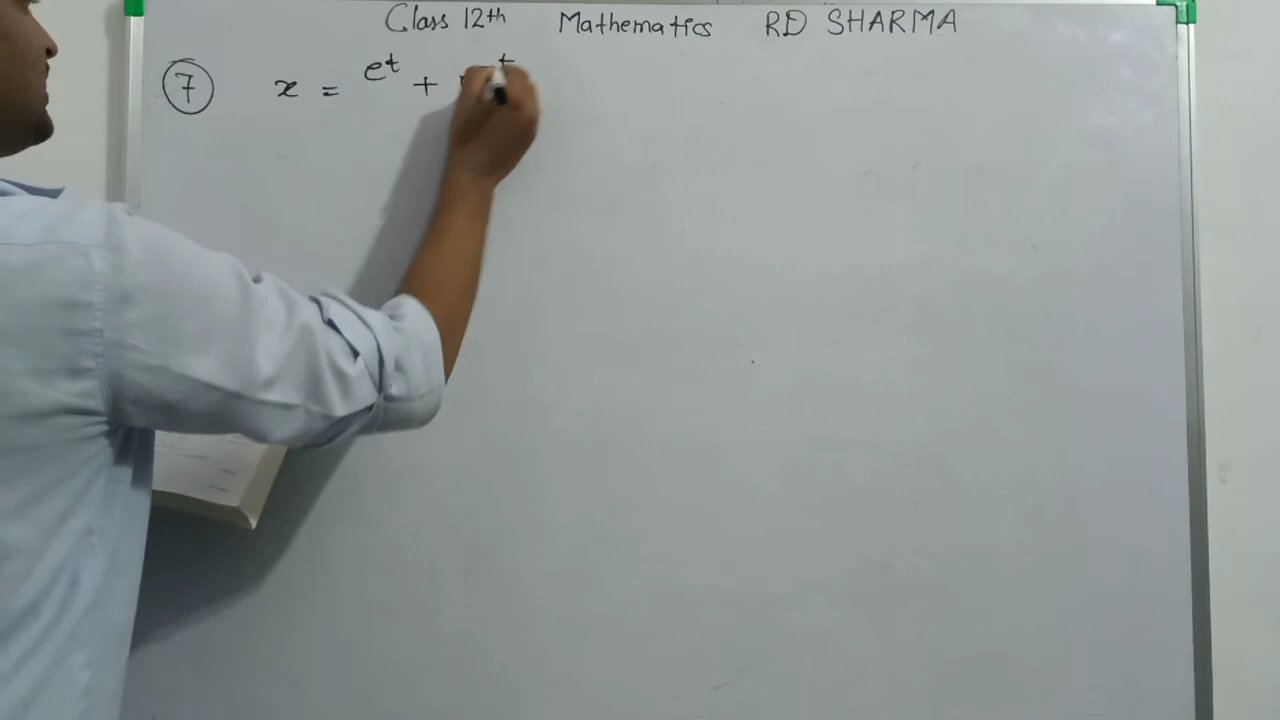 Class 12th Mathematics RD SHARMA
7 x = e^t + t